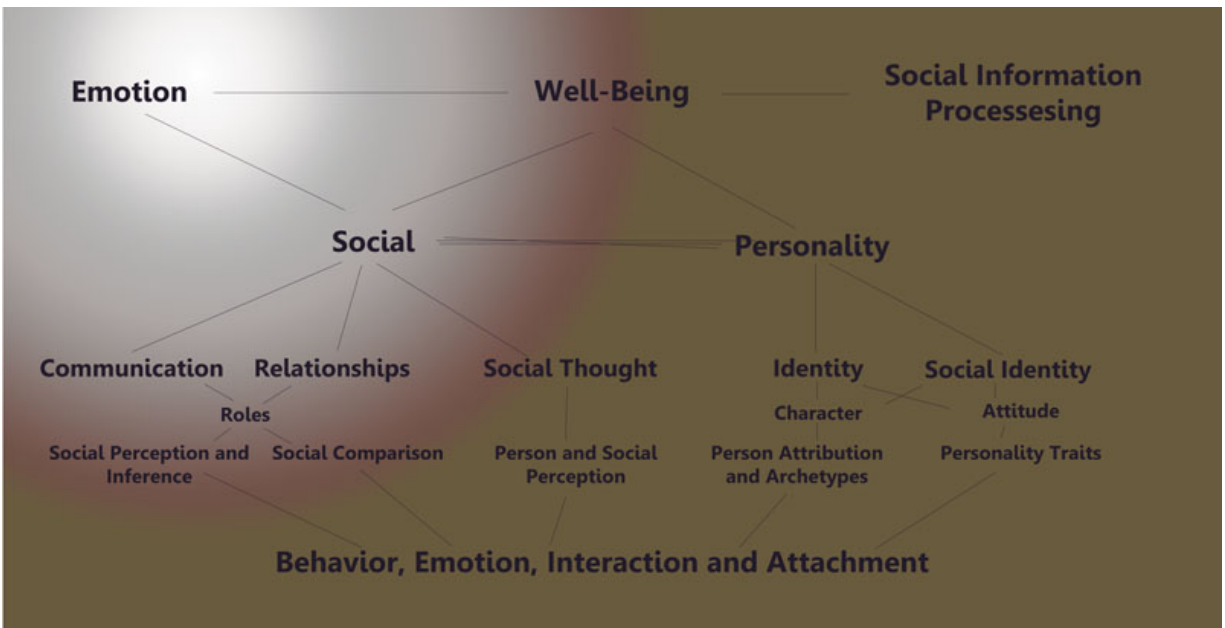 Emotion
Well-Being
Social Information
Processesing
Social
Personality
Communication
Relationships
Social Thought
Identity
Social Identity
Roles
Character
Attitude
Social Perception and
Inference
Social Comparison
Person and Social
Perception
Person Attribution
and Archetypes
Personality Traits
Behavior, Emotion, Interaction and Attachment